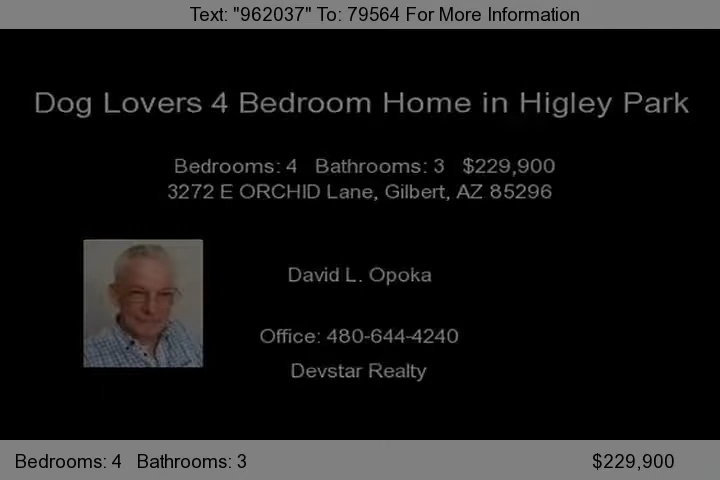 Text: "962037" To: 79564 For More Information
Dog Lovers 4 Bedroom Home in Higley Park
Bedrooms: 4 Bathrooms: 3 $229,900
3272 E ORCHID Lane, Gilbert, AZ 85296
David L. Opoka
Office: 480-644-4240
Devstar Realty
Bedrooms: 4 Bathrooms: 3 $229,900